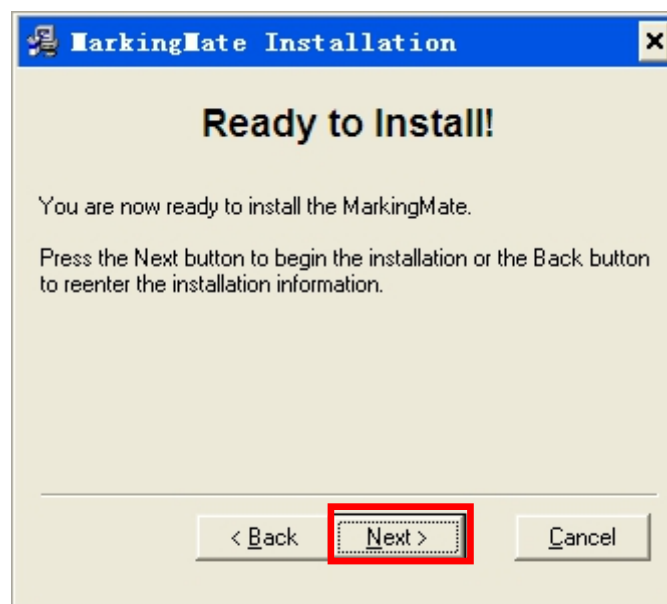 MarkingMate Installation
Ready to Install!
You are now ready to install the MarkingMate.
Press the Next button to begin the installation or the Back button
to reenter the installation information.
< Back Next > Cancel